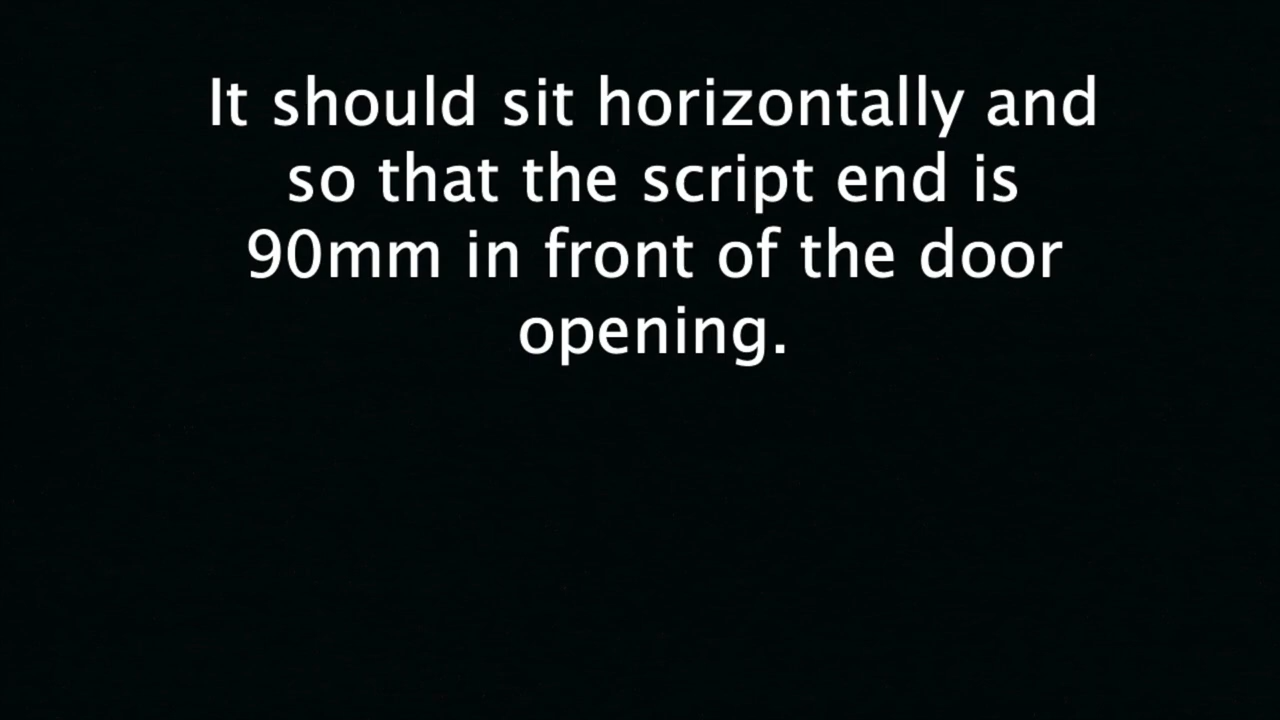 It should sit horizontally and
so that the script end is
90mm in front of the door
opening.